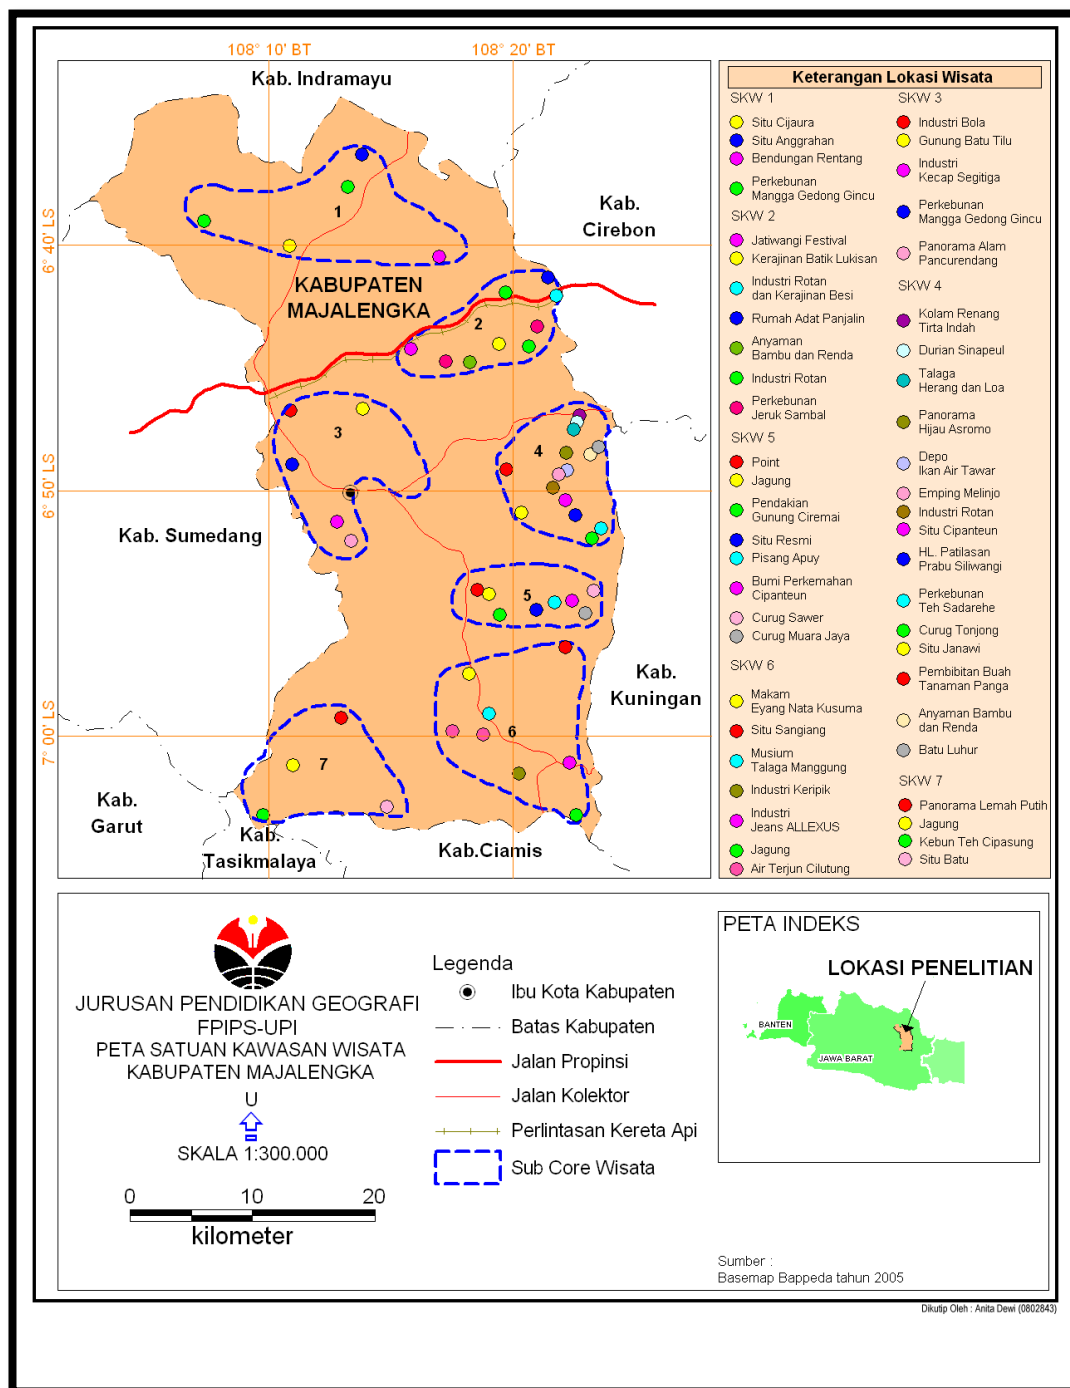 108° 10' BT
108° 20' BT
Kab. Indramayu
Kab.
Cirebon
6° 40' LS
6° 50' LS
7° 00' LS
1
KABUPATEN
MAJALENGKA
2
3
4
Kab. Sumedang
5
Kab.
Kuningan
6
7
Kab.
Garut
Kab.
Tasikmalaya
Kab.Ciamis
Keterangan Lokasi Wisata
SKW 1
Situ Cijaura
Situ Anggrahan
Bendungan Rentang
Perkebunan
Mangga Gedong Gincu
SKW 2
Jatiwangi Festival
Kerajinan Batik Lukisan
Industri Rotan
dan Kerajinan Besi
Rumah Adat Panjalin
Anyaman
Bambu dan Renda
Industri Rotan
Perkebunan
Jeruk Sambal
SKW 5
Point
Jagung
Pendakian
Gunung Ciremai
Situ Resmi
Pisang Apuy
Bumi Perkemahan
Cipanteun
Curug Sawer
Curug Muara Jaya
SKW 6
Makam
Eyang Nata Kusuma
Situ Sangiang
Musium
Talaga Manggung
Industri Keripik
Industri
Jeans ALLEXUS
Jagung
Air Terjun Cilutung
SKW 3
Industri Bola
Gunung Batu Tilu
Industri
Kecap Segitiga
Perkebunan
Mangga Gedong Gincu
Panorama Alam
Pancurendang
SKW 4
Kolam Renang
Tirta Indah
Durian Sinapeul
Talaga
Herang dan Loa
Panorama
Hijau Asromo
Depo
Ikan Air Tawar
Emping Melinjo
Industri Rotan
Situ Cipanteun
HL. Patilasan
Prabu Siliwangi
Perkebunan
Teh Sadarehe
Curug Tonjong
Situ Janawi
Pembibitan Buah
Tanaman Panga
Anyaman Bambu
dan Renda
Batu Luhur
SKW 7
Panorama Lemah Putih
Jagung
Kebun Teh Cipasung
Situ Batu
JURUSAN PENDIDIKAN GEOGRAFI
FPIPS-UPI
PETA SATUAN KAWASAN WISATA
KABUPATEN MAJALENGKA
U
SKALA 1:300.000
0 10 20
kilometer
Legenda
Ibu Kota Kabupaten
Batas Kabupaten
Jalan Propinsi
Jalan Kolektor
Perlintasan Kereta Api
Sub Core Wisata
PETA INDEKS
LOKASI PENELITIAN
BANTEN
JAWA BARAT
Sumber :
Basemap Bappeda tahun 2005
Dikutip Oleh : Anita Dewi (0802843)